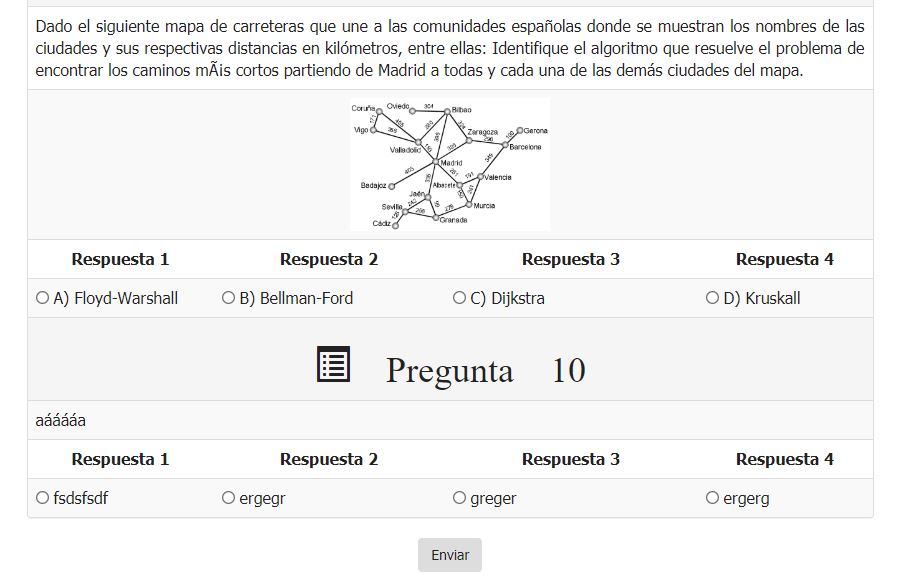 Dado el siguiente mapa de carreteras que une a las comunidades españolas donde se muestran los nombres de las
ciudades y sus respectivas distancias en kilómetros, entre ellas: Identifique el algoritmo que resuelve el problema de
encontrar los caminos mÃis cortos partiendo de Madrid a todas y cada una de las demás ciudades del mapa.
Coruña Oviedo 304 Bilbao
Vigo
Zaragoza Gerona
Valladolid Barcelona
Madrid
Badajoz Albacete Valencia
Jaén
Sevilla Murcia
Cádiz Granada
Respuesta 1 Respuesta 2 Respuesta 3 Respuesta 4
A) Floyd-Warshall B) Bellman-Ford C) Dijkstra D) Kruskall
Pregunta 10
aááááa
Respuesta 1 Respuesta 2 Respuesta 3 Respuesta 4
fsdsfsdf ergegr greger ergerg
Enviar